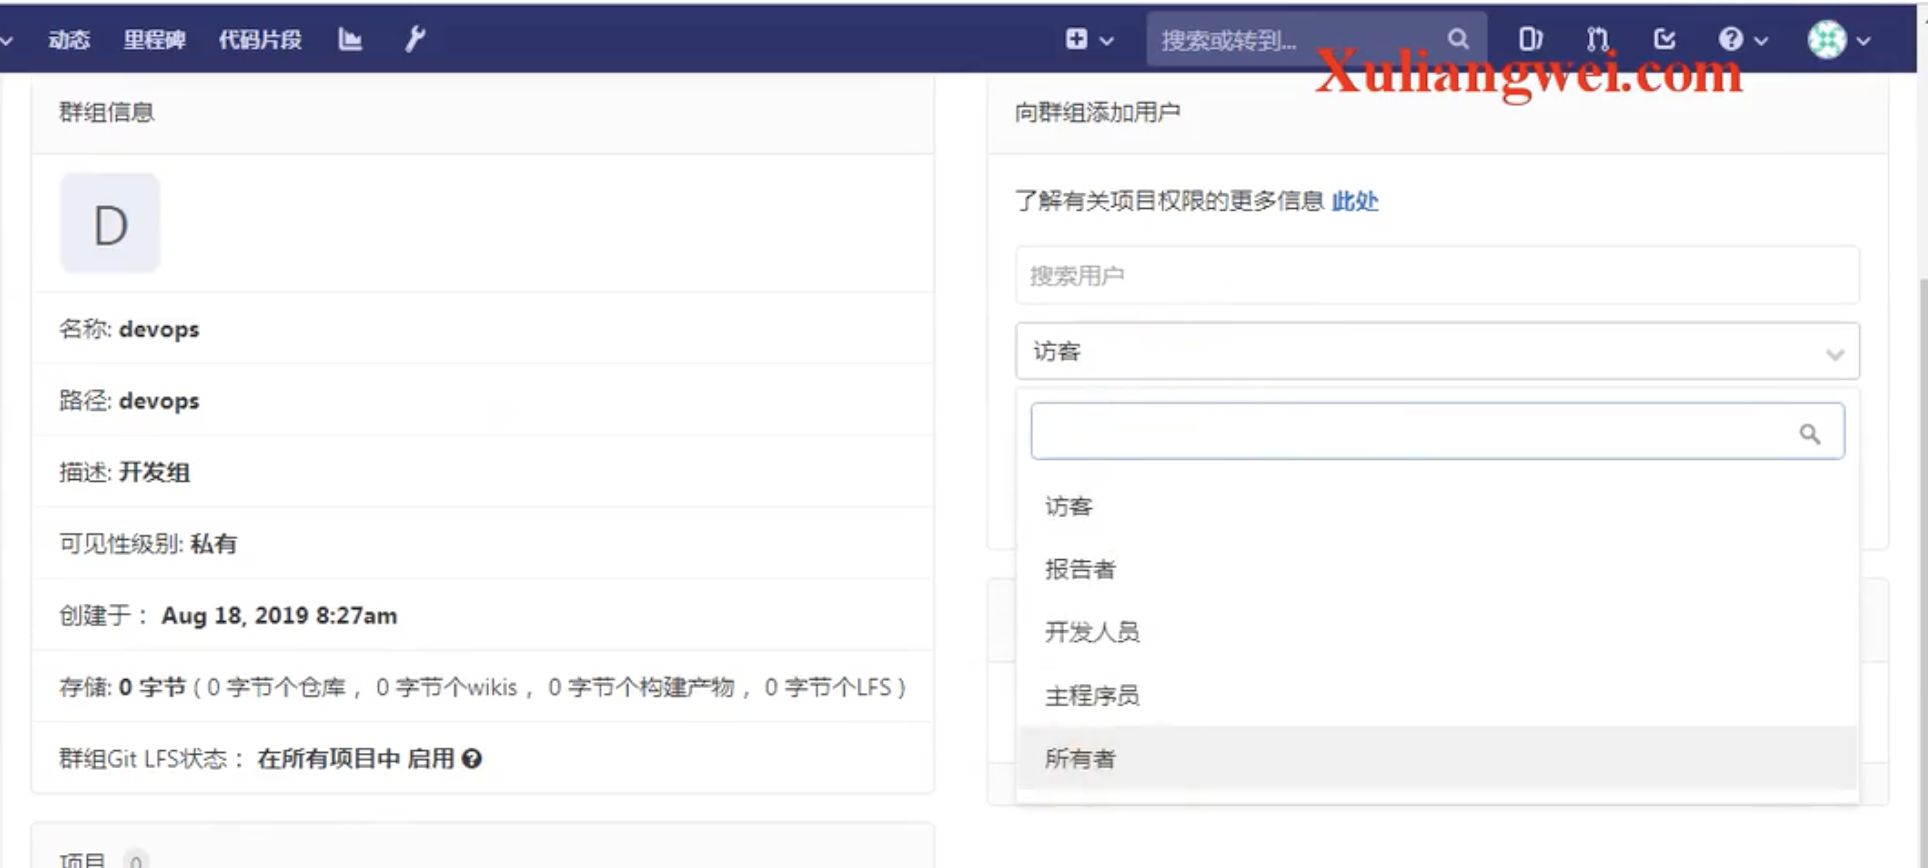 动态 里程碑 代码片段 搜索或转到...
Xuliangwei.com
群组信息
D
名称: devops
路径: devops
描述: 开发组
可见性级别: 私有
创建于： Aug 18, 2019 8:27am
存储: 0 字节 ( 0 字节个仓库， 0 字节个wikis， 0 字节个构建产物， 0 字节个LFS )
群组Git LFS状态： 在所有项目中 启用
项目 0
向群组添加用户
了解有关项目权限的更多信息 此处
搜索用户
访客
访客
报告者
开发人员
主程序员
所有者